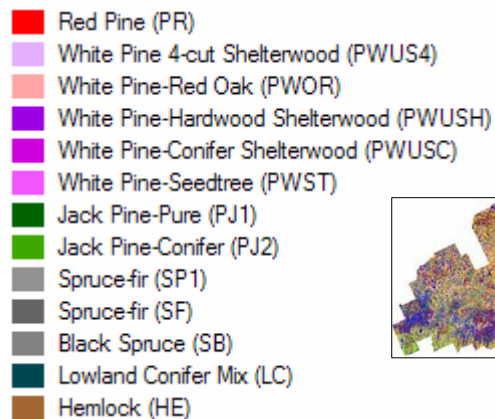 Red Pine (PR)
White Pine 4-cut Shelterwood (PWUS4)
White Pine-Red Oak (PWOR)
White Pine-Hardwood Shelterwood (PWUSH)
White Pine-Conifer Shelterwood (PWUSC)
White Pine-Seedtree (PWST)
Jack Pine-Pure (PJ1)
Jack Pine-Conifer (PJ2)
Spruce-fir (SP1)
Spruce-fir (SF)
Black Spruce (SB)
Lowland Conifer Mix (LC)
Hemlock (HE)